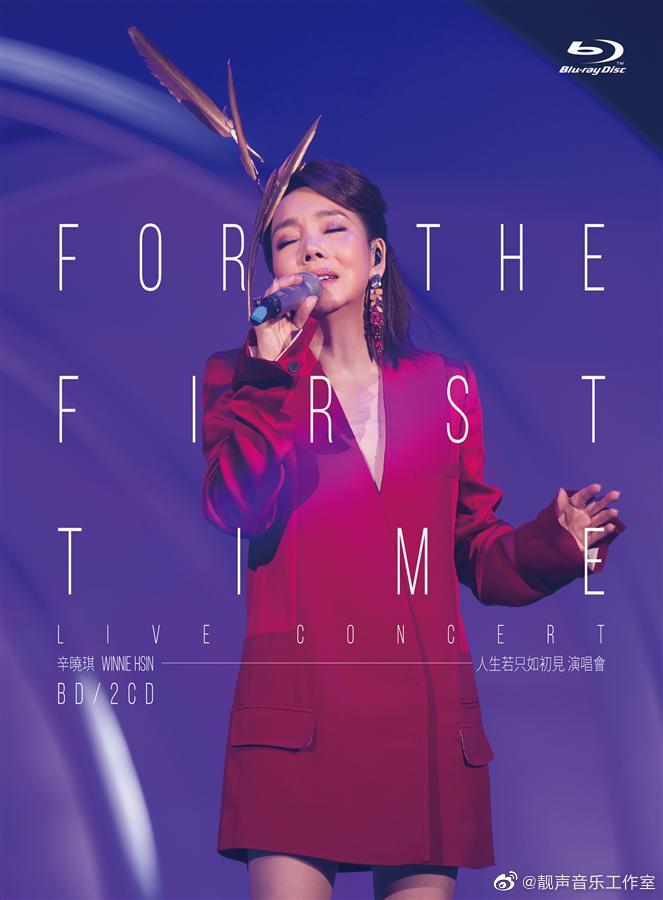 Blu-ray Disc™
FOR THE
FIRST
TIME
LIVE CONCERT
辛曉琪 WINNIE HSIN 人生若只如初見 演唱會
BD/2CD
@靓声音乐工作室